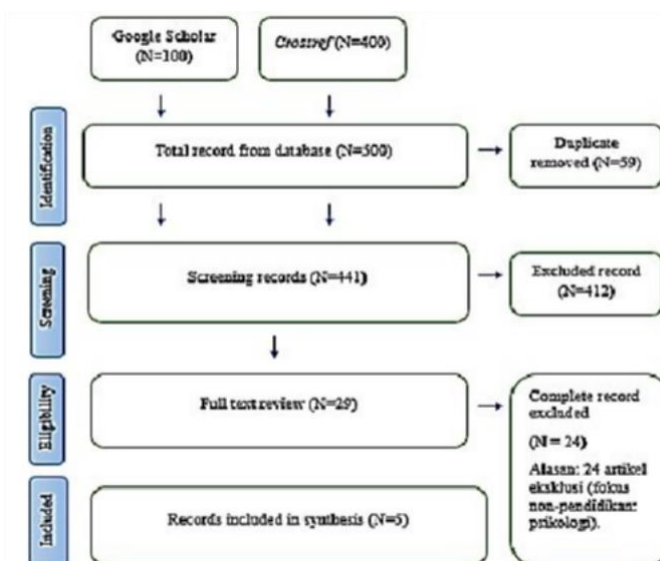 Google Scholar
(N=100)
Crossref (N=400)
Identification
Total record from database (N=500)
Duplicate
removed (N=59)
Screening
Screening records (N=441)
Excluded record
(N=412)
Eligibility
Full text review (N=29)
Complete record
excluded
(N = 24)
Alasan: 24 artikel
eksklusi (fokus
non-pendidikan:
prikologi).
Included
Records included in synthesis (N=5)